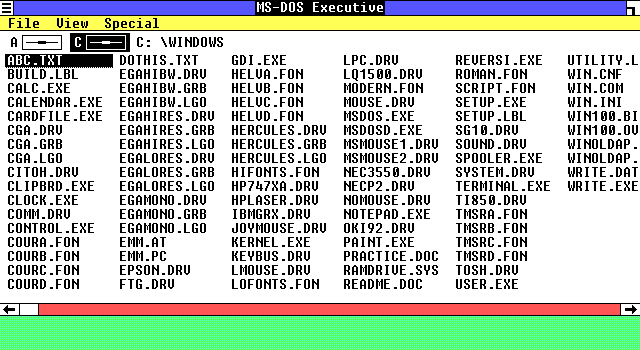 MS-DOS Executive
File View Special
A C C: \WINDOWS
ABC.TXT DOTHIS.TXT GDI.EXE LPC.DRV REVERSI.EXE UTILITY.L
BUILD.LBL EGAHIBW.DRV HELVA.FON LQ1500.DRV ROMAN.FON WIN.CNF
CALC.EXE EGAHIBW.GRB HELVB.FON MODERN.FON SCRIPT.FON WIN.COM
CALENDAR.EXE EGAHIBW.LGO HELVC.FON MOUSE.DRV SETUP.EXE WIN.INI
CARDFILE.EXE EGAHIRES.DRV HELVD.FON MSDOS.EXE SETUP.LBL WIN100.BI
CGA.DRV EGAHIRES.GRB HERCULES.DRV MSDOSD.EXE SG10.DRV WIN100.OV
CGA.GRB EGAHIRES.LGO HERCULES.GRB MSMOUSE1.DRV SOUND.DRV WINOLDAP.
CGA.LGO EGALORES.DRV HERCULES.LGO MSMOUSE2.DRV SPOOLER.EXE WINOLDAP.
CITOH.DRV EGALORES.GRB HIFONTS.FON NEC3550.DRV SYSTEM.DRV WRITE.DAT
CLIPBRD.EXE EGALORES.LGO HP747XA.DRV NECP2.DRV TERMINAL.EXE WRITE.EXE
CLOCK.EXE EGAMONO.DRV HPLASER.DRV NOMOUSE.DRV TI850.DRV
COMM.DRV EGAMONO.GRB IBMGRX.DRV NOTEPAD.EXE TMSRA.FON
CONTROL.EXE EGAMONO.LGO JOYMOUSE.DRV OKI92.DRV TMSRB.FON
COURA.FON EMM.AT KERNEL.EXE PAINT.EXE TMSRC.FON
COURB.FON EMM.PC KEYBUS.DRV PRACTICE.DOC TMSRD.FON
COURC.FON EPSON.DRV LMOUSE.DRV RAMDRIVE.SYS TOSH.DRV
COURD.FON FTG.DRV LOFONTS.FON README.DOC USER.EXE